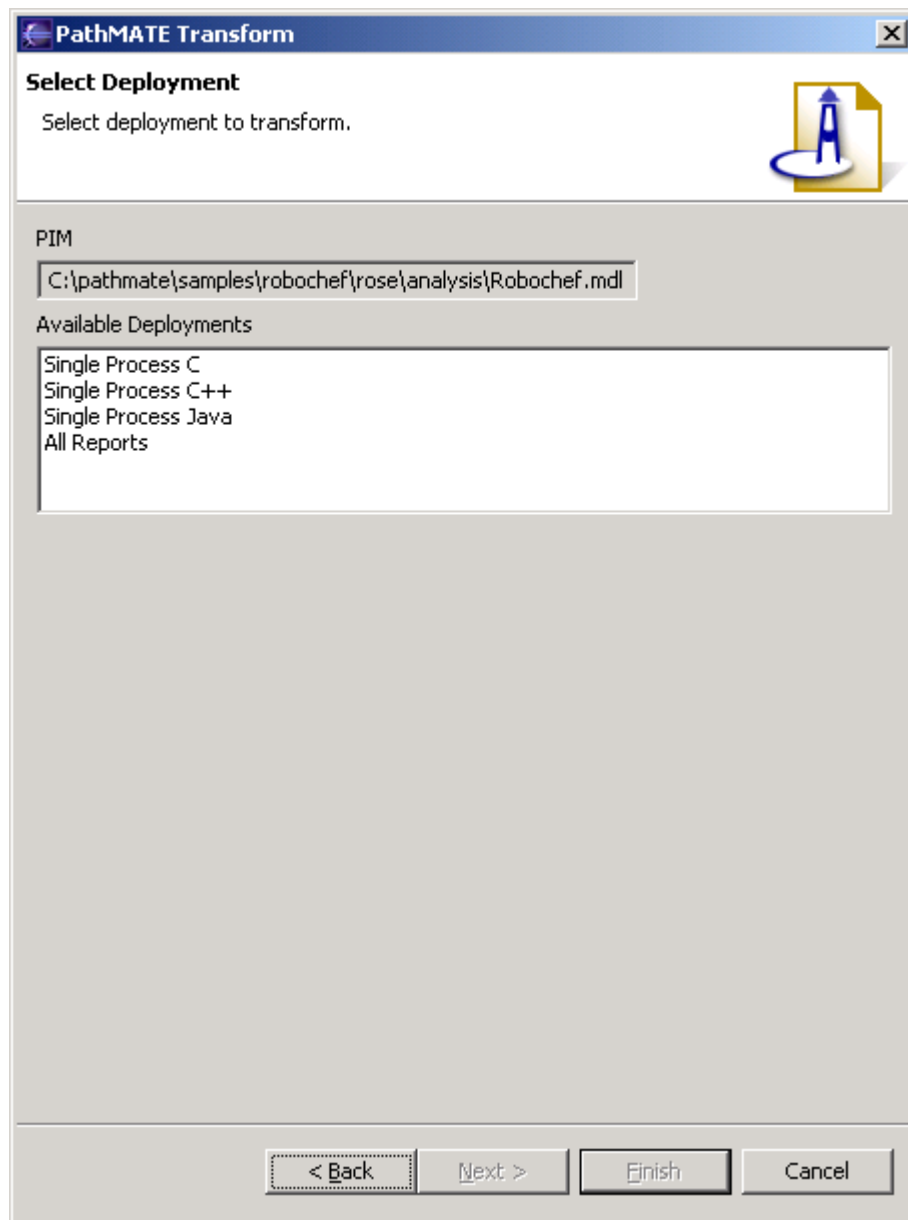 PathMATE Transform
Select Deployment
Select deployment to transform.
PIM
C:\pathmate\samples\robochef\rose\analysis\Robochef.mdl
Available Deployments
Single Process C
Single Process C++
Single Process Java
All Reports
< Back Next > Finish Cancel